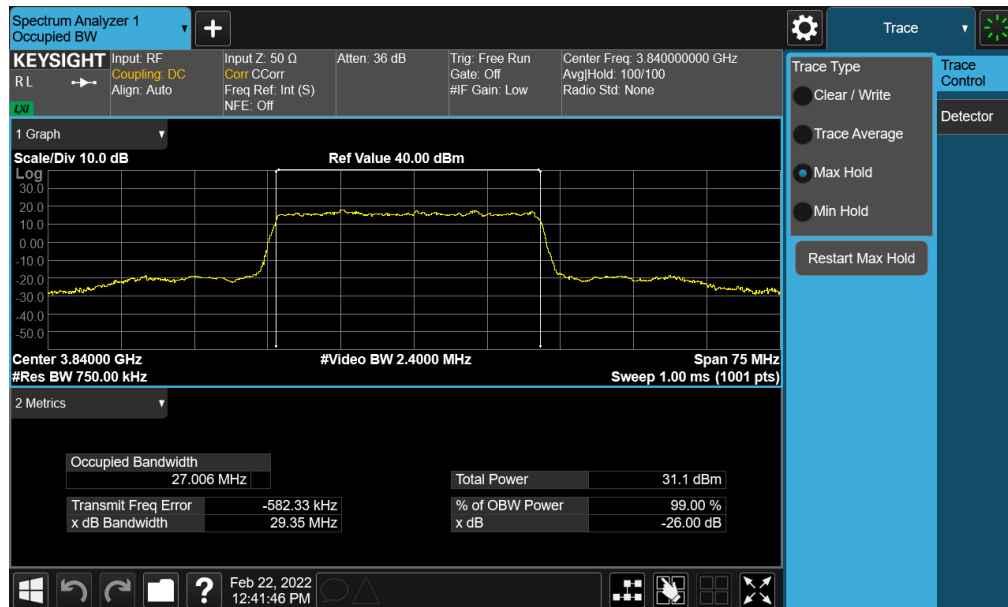 Spectrum Analyzer 1
Occupied BW
+
Trace
KEYSIGHT
RL
LXI
Input: RF
Coupling: DC
Align: Auto
Input Z: 50 Ω
Corr CCorr
Freq Ref: Int (S)
NFE: Off
Atten: 36 dB
Trig: Free Run
Gate: Off
#IF Gain: Low
Center Freq: 3.840000000 GHz
Avg|Hold: 100/100
Radio Std: None
Trace Type
Clear / Write
Trace Average
Max Hold
Min Hold
Restart Max Hold
Trace
Control
Detector
1 Graph
Scale/Div 10.0 dB
Ref Value 40.00 dBm
Log
30.0
20.0
10.0
0.00
-10.0
-20.0
-30.0
-40.0
-50.0
Center 3.84000 GHz
#Video BW 2.4000 MHz
Span 75 MHz
#Res BW 750.00 kHz
Sweep 1.00 ms (1001 pts)
2 Metrics
Occupied Bandwidth
27.006 MHz
Total Power 31.1 dBm
Transmit Freq Error -582.33 kHz
% of OBW Power 99.00 %
x dB Bandwidth 29.35 MHz
x dB -26.00 dB
?
Feb 22, 2022
12:41:46 PM